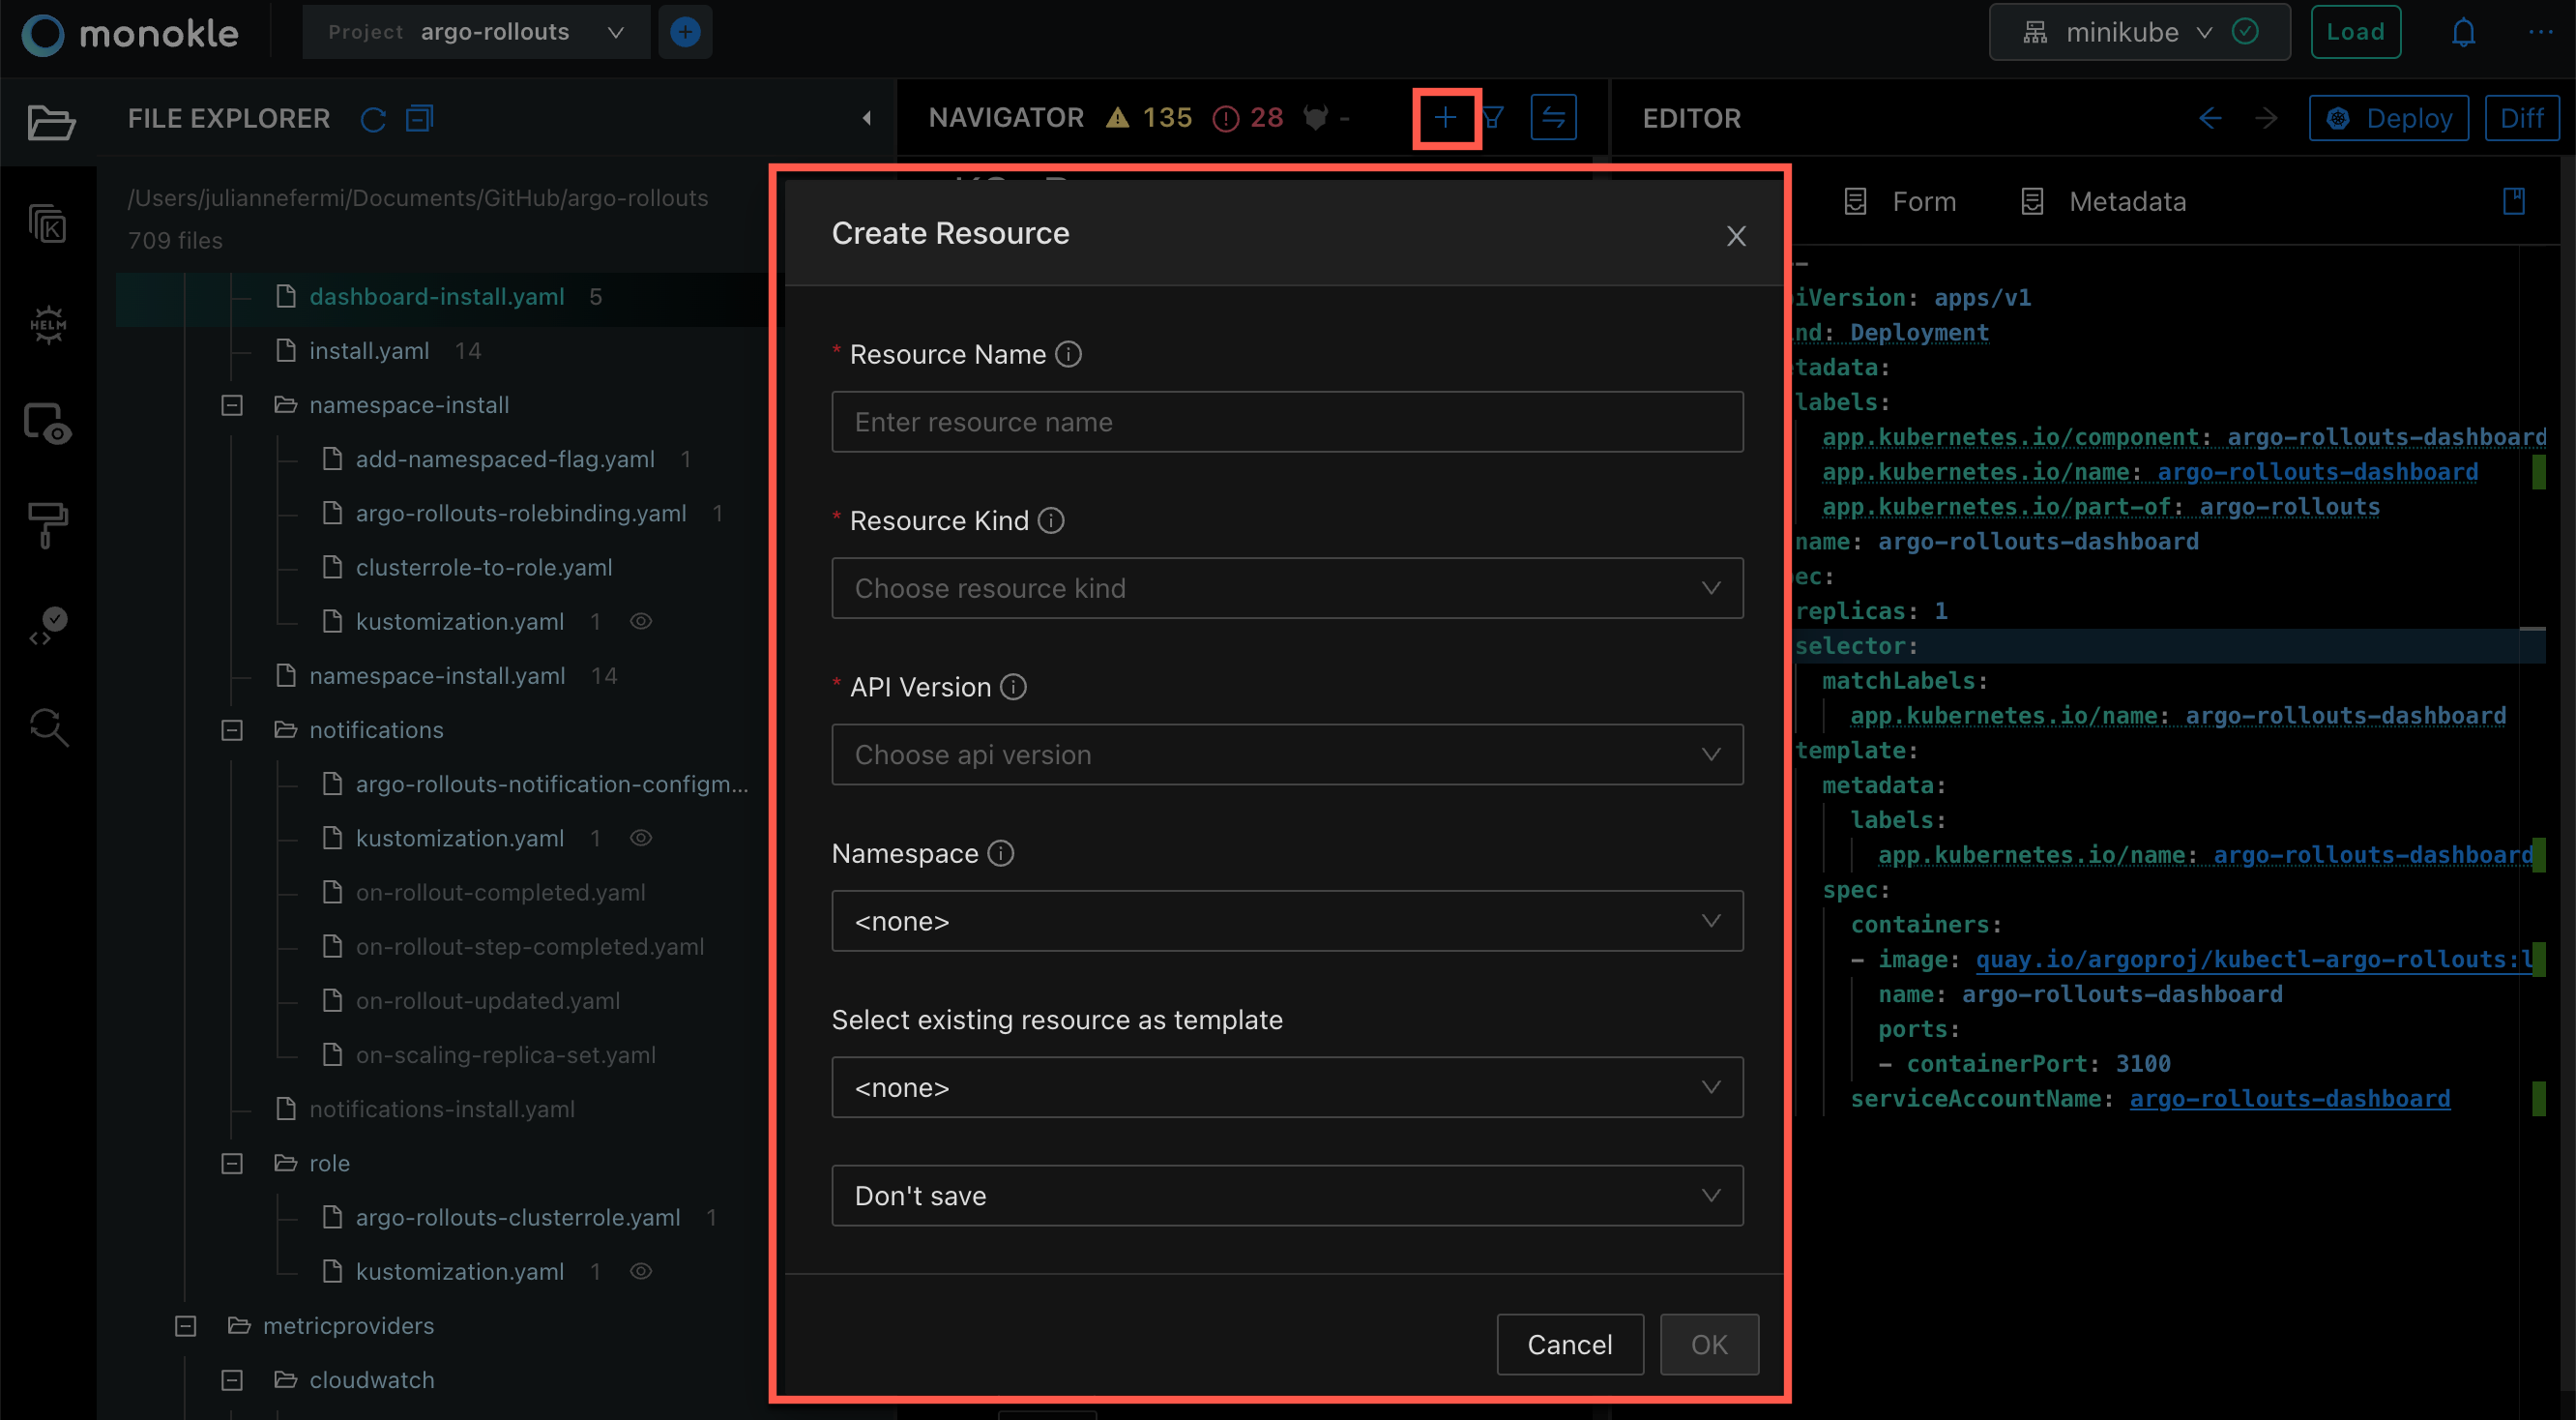 monokle
Project argo-rollouts
minikube
Load
FILE EXPLORER
NAVIGATOR 135 28 -
EDITOR
Deploy
Diff
/Users/juliannefermi/Documents/GitHub/argo-rollouts
709 files
dashboard-install.yaml 5
install.yaml 14
namespace-install
add-namespaced-flag.yaml 1
argo-rollouts-rolebinding.yaml 1
clusterrole-to-role.yaml
kustomization.yaml 1
namespace-install.yaml 14
notifications
argo-rollouts-notification-configm...
kustomization.yaml 1
on-rollout-completed.yaml
on-rollout-step-completed.yaml
on-rollout-updated.yaml
on-scaling-replica-set.yaml
notifications-install.yaml
role
argo-rollouts-clusterrole.yaml 1
kustomization.yaml 1
metricproviders
cloudwatch
K
HELM
Create Resource
* Resource Name
Enter resource name
* Resource Kind
Choose resource kind
* API Version
Choose api version
Namespace
<none>
Select existing resource as template
<none>
Don't save
Cancel
OK
Form
Metadata
iVersion: apps/v1
nd: Deployment
tadata:
labels:
app.kubernetes.io/component: argo-rollouts-dashboard
app.kubernetes.io/name: argo-rollouts-dashboard
app.kubernetes.io/part-of: argo-rollouts
name: argo-rollouts-dashboard
ec:
replicas: 1
selector:
matchLabels:
app.kubernetes.io/name: argo-rollouts-dashboard
template:
metadata:
labels:
app.kubernetes.io/name: argo-rollouts-dashboard
spec:
containers:
- image: quay.io/argoproj/kubectl-argo-rollouts:l
name: argo-rollouts-dashboard
ports:
- containerPort: 3100
serviceAccountName: argo-rollouts-dashboard